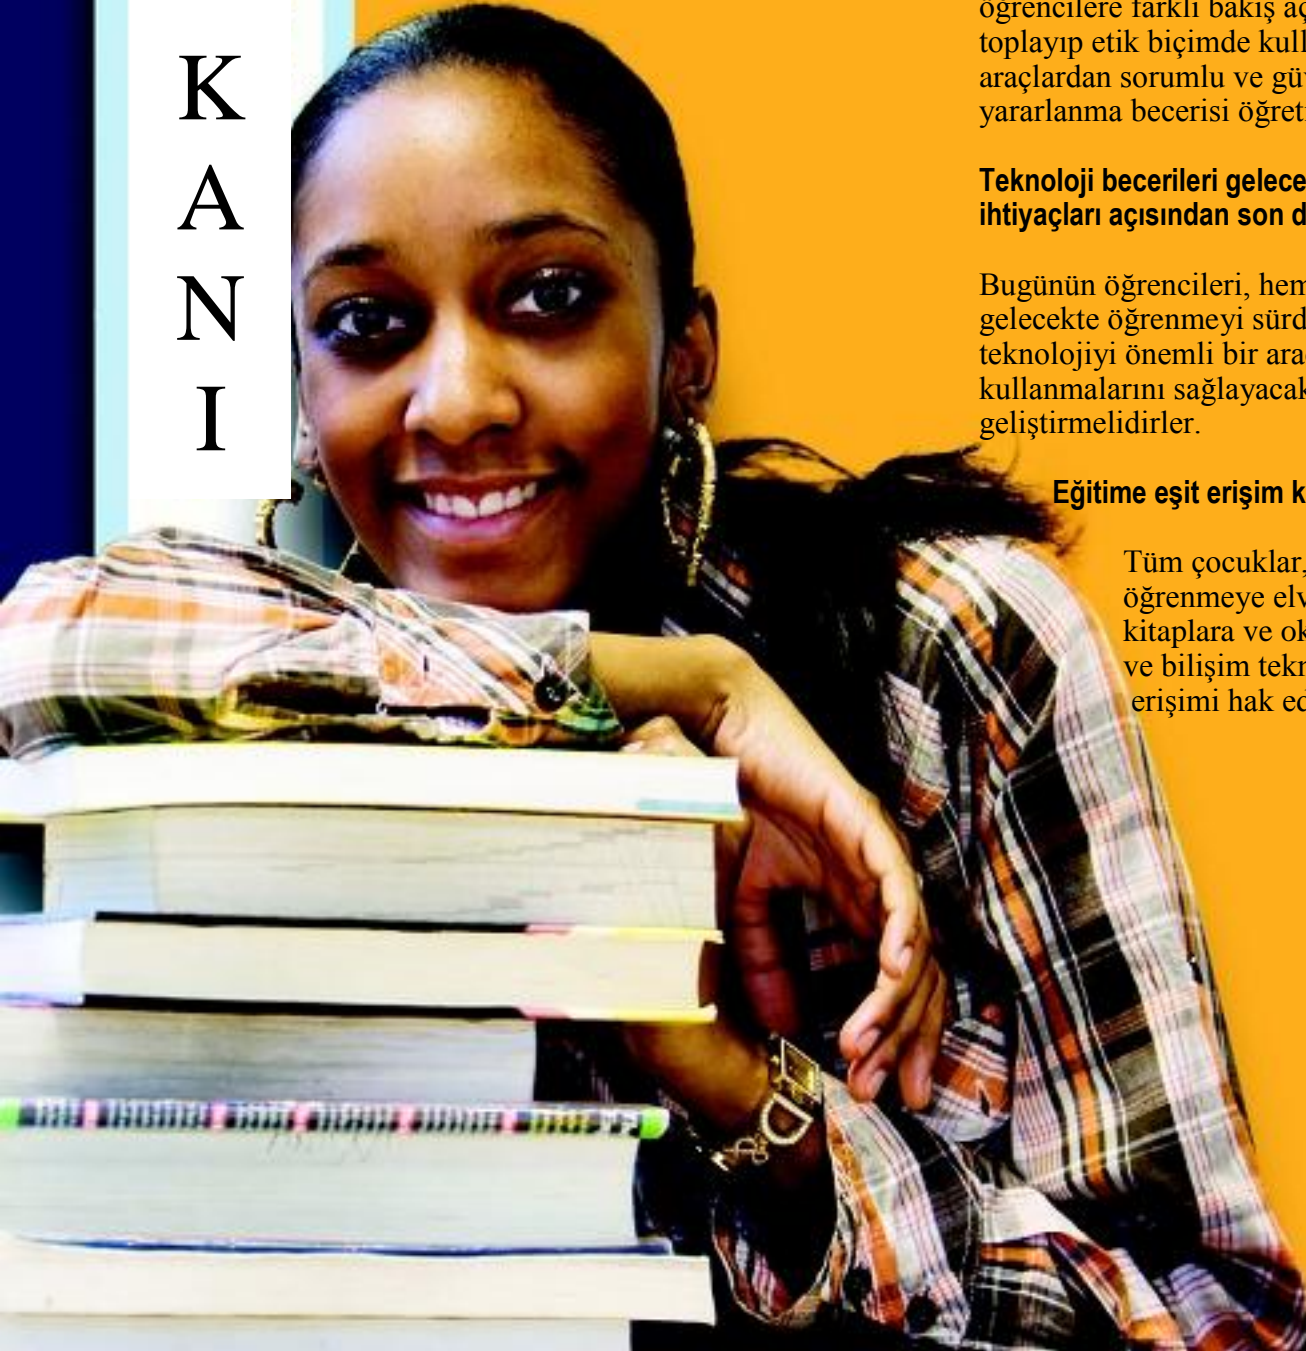 K
A
N
I
öğrencilere farklı bakış
toplayıp etik biçimde
araçlardan sorumlu ve
yararlanma becerisi
Teknoloji becerileri
ihtiyaçları açısından son
Bugünün öğrencileri, hem
gelecekte öğrenmeyi
teknolojiyi önemli bir
kullanmalarını
geliştirmelidirler.
Eğitime eşit erişim
Tüm çocuklar,
öğrenmeye
kitaplara ve
ve bilişim
erişimi hak